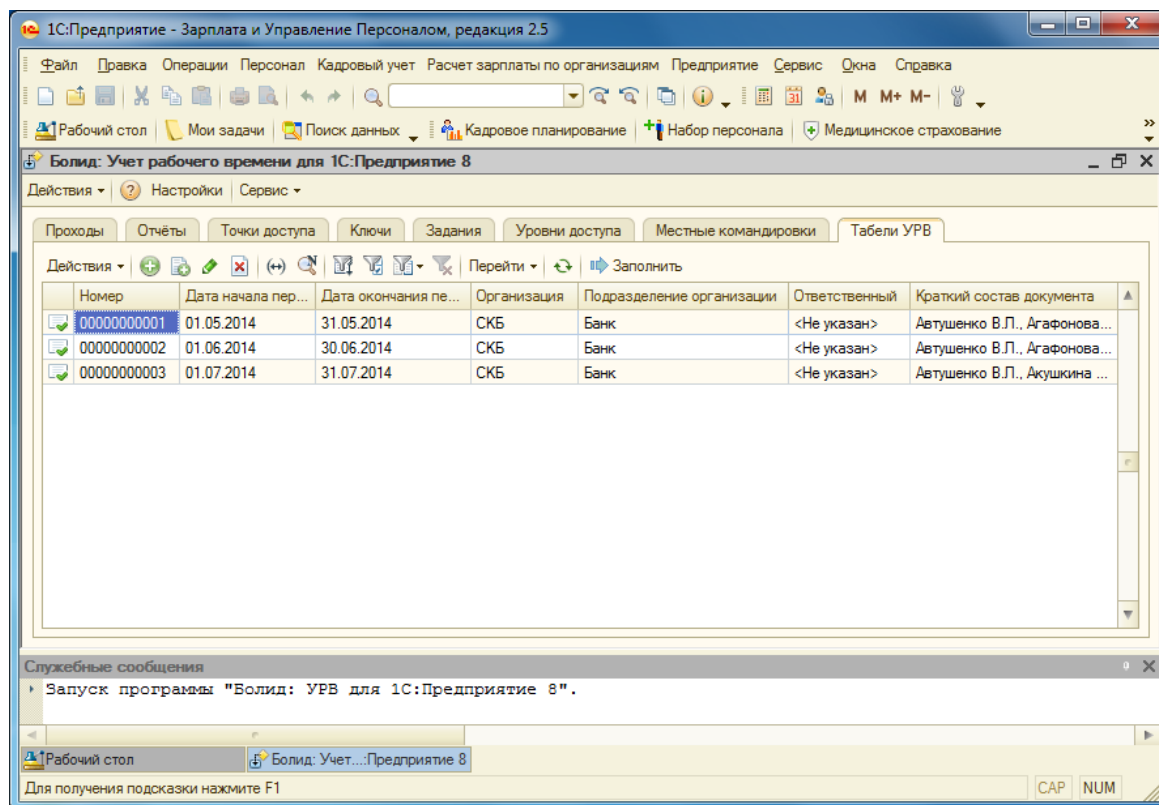 1С:Предприятие - Зарплата и Управление Персоналом, редакция 2.5
Файл Правка Операции Персонал Кадровый учет Расчет зарплаты по организациям Предприятие Сервис Окна Справка
M M+ M-
Рабочий стол Мои задачи Поиск данных Кадровое планирование Набор персонала Медицинское страхование
Болид: Учет рабочего времени для 1С:Предприятие 8
Действия Настройки Сервис
Проходы Отчёты Точки доступа Ключи Задания Уровни доступа Местные командировки Табели УРВ
Действия Перейти Заполнить
Номер Дата начала пер... Дата окончания пе... Организация Подразделение организации Ответственный Краткий состав документа
00000000001 01.05.2014 31.05.2014 СКБ Банк <Не указан> Автушенко В.Л., Агафонова...
00000000002 01.06.2014 30.06.2014 СКБ Банк <Не указан> Автушенко В.Л., Агафонова...
00000000003 01.07.2014 31.07.2014 СКБ Банк <Не указан> Автушенко В.Л., Акушкина ...
Служебные сообщения
Запуск программы "Болид: УРВ для 1С:Предприятие 8".
Рабочий стол Болид: Учет...:Предприятие 8
Для получения подсказки нажмите F1 CAP NUM